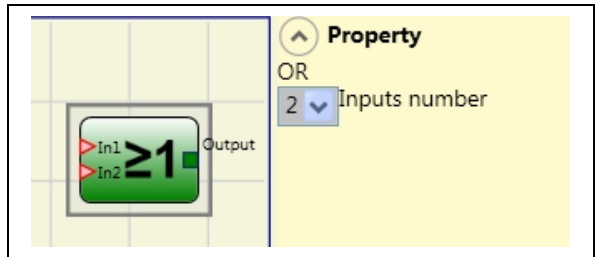 Property
OR
2 Inputs number
In1 ≥1 Output
In2